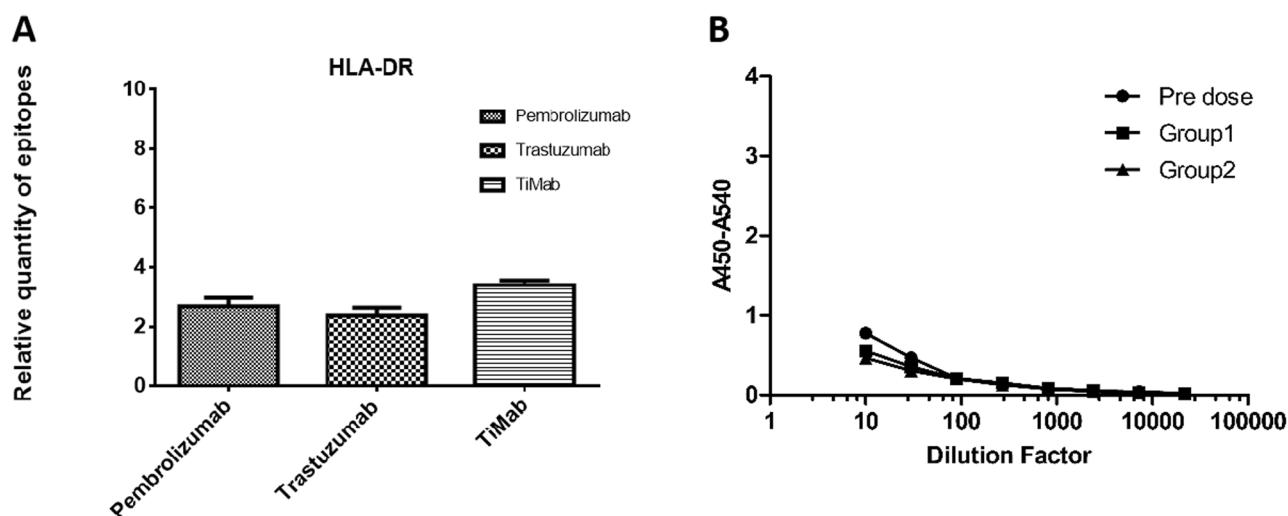 A
HLA-DR
Relative quantity of epitopes
10
8
6
4
2
0
Pembrolizumab
Trastuzumab
TiMab
Pembrolizumab
Trastuzumab
TiMab
B
A450-A540
4
3
2
1
0
Pre dose
Group1
Group2
1
10
100
1000
10000
100000
Dilution Factor